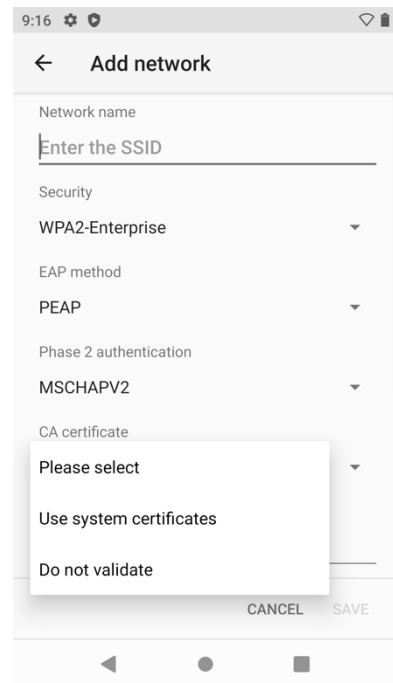 9:16
Add network
Network name
Enter the SSID
Security
WPA2-Enterprise
EAP method
PEAP
Phase 2 authentication
MSCHAPV2
CA certificate
Please select
Use system certificates
Do not validate
CANCEL SAVE